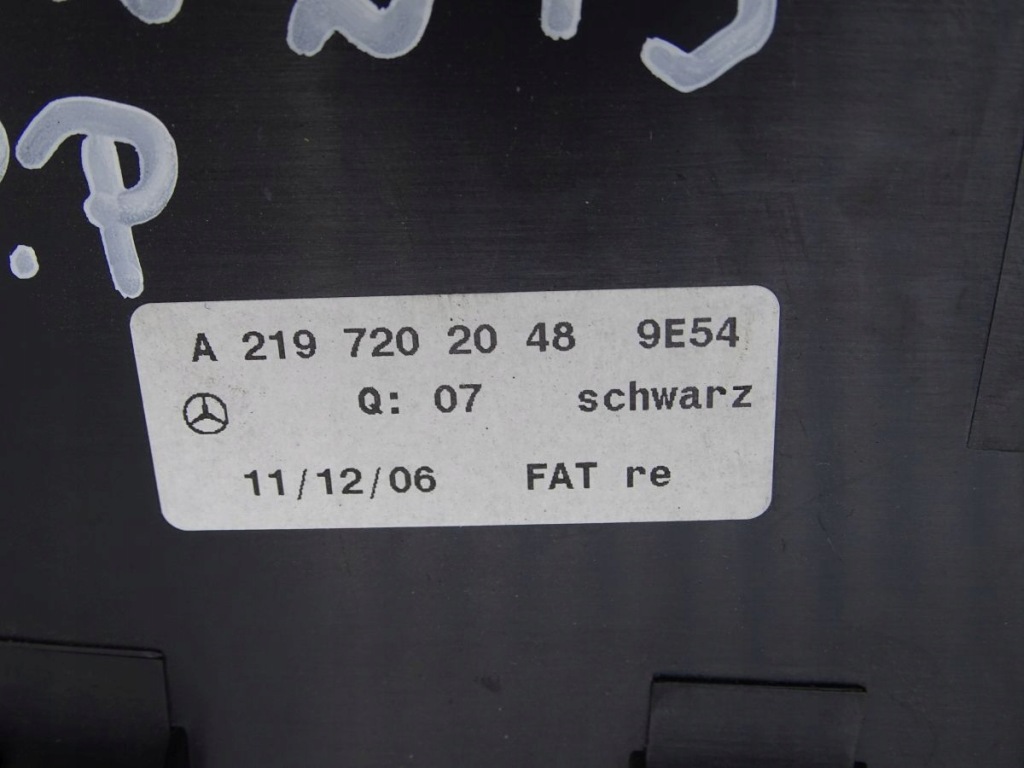 P.
A 219 720 20 48 9E54
Q: 07 schwarz
11/12/06 FAT re